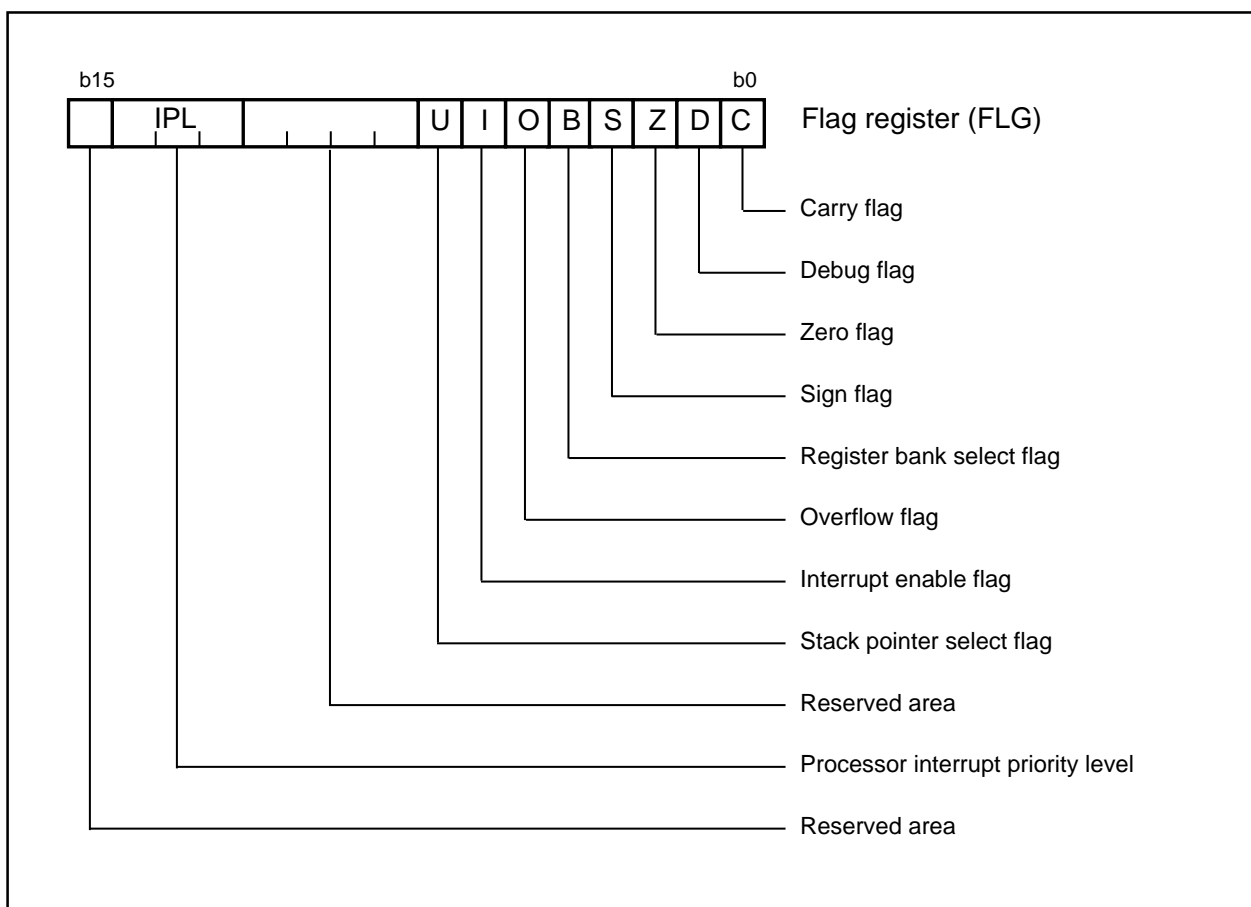 b15 b0
IPL U I O B S Z D C Flag register (FLG)
Carry flag
Debug flag
Zero flag
Sign flag
Register bank select flag
Overflow flag
Interrupt enable flag
Stack pointer select flag
Reserved area
Processor interrupt priority level
Reserved area